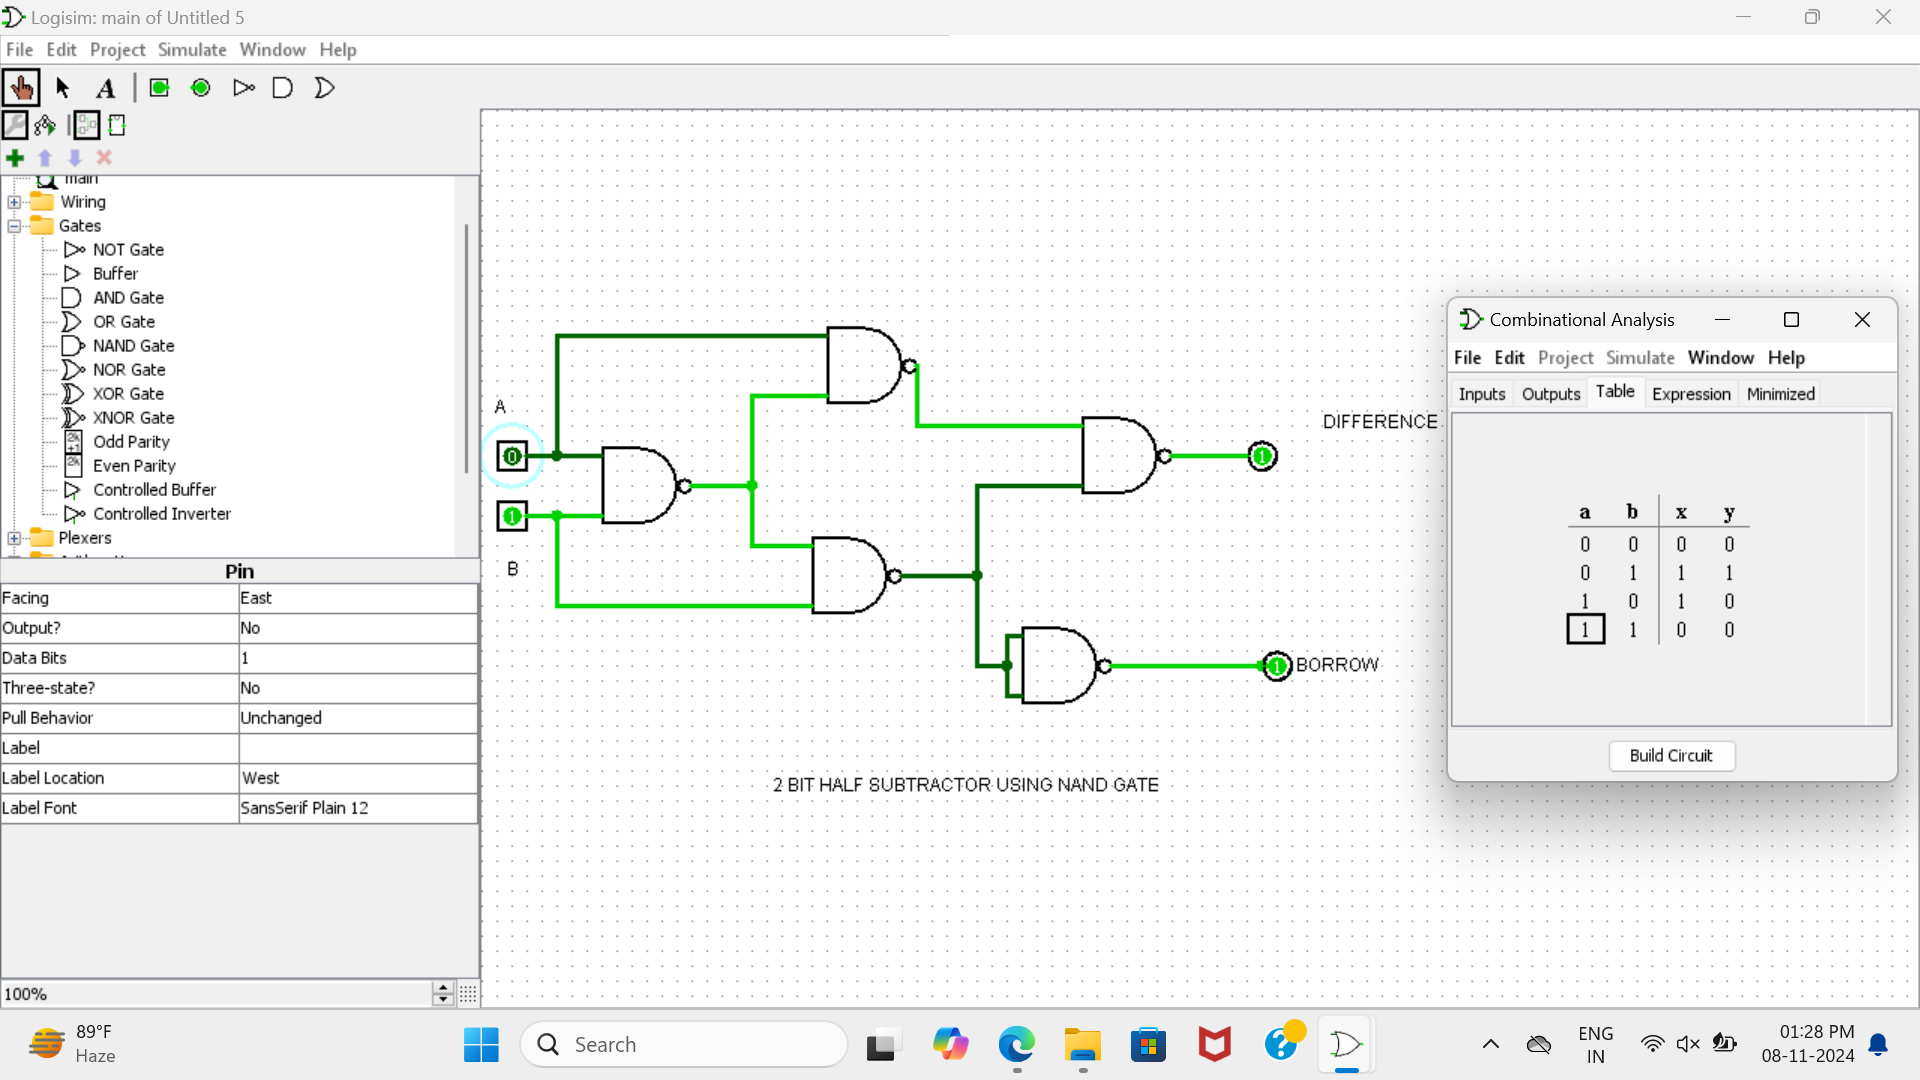 Logisim: main of Untitled 5
File Edit Project Simulate Window Help
A
main
Wiring
Gates
NOT Gate
Buffer
AND Gate
OR Gate
NAND Gate
NOR Gate
XOR Gate
XNOR Gate
2k+1 Odd Parity
2k Even Parity
Controlled Buffer
Controlled Inverter
Plexers
Pin
Facing East
Output? No
Data Bits 1
Three-state? No
Pull Behavior Unchanged
Label
Label Location West
Label Font SansSerif Plain 12
100%
A
0
1
B
1
DIFFERENCE
1
BORROW
2 BIT HALF SUBTRACTOR USING NAND GATE
Combinational Analysis
File Edit Project Simulate Window Help
Inputs Outputs Table Expression Minimized
a b x y
0 0 0 0
0 1 1 1
1 0 1 0
1 1 0 0
Build Circuit
89°F
Haze
Search
ENG
IN
01:28 PM
08-11-2024